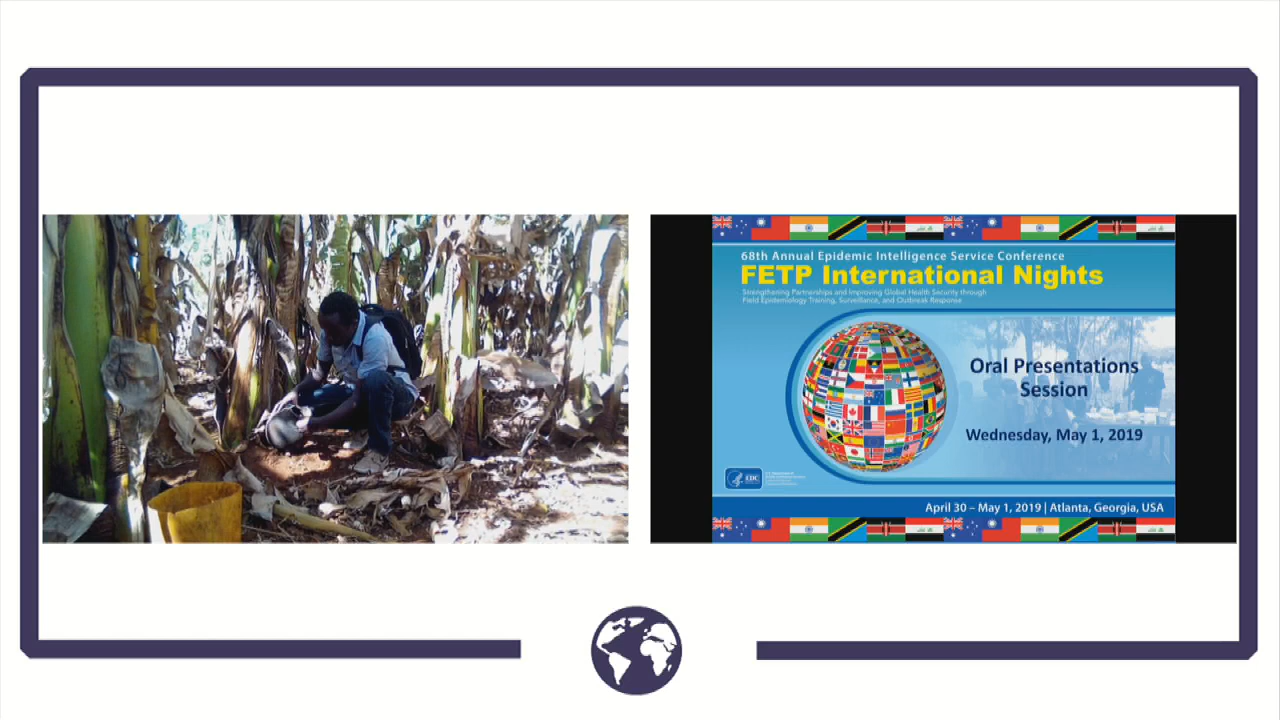 68th Annual Epidemic Intelligence Service Conference
FETP International Nights
Strengthening Partnerships and Improving Global Health Security through
Field Epidemiology Training, Surveillance, and Outbreak Response
Oral Presentations
Session
Wednesday, May 1, 2019
CDC
April 30 – May 1, 2019 | Atlanta, Georgia, USA